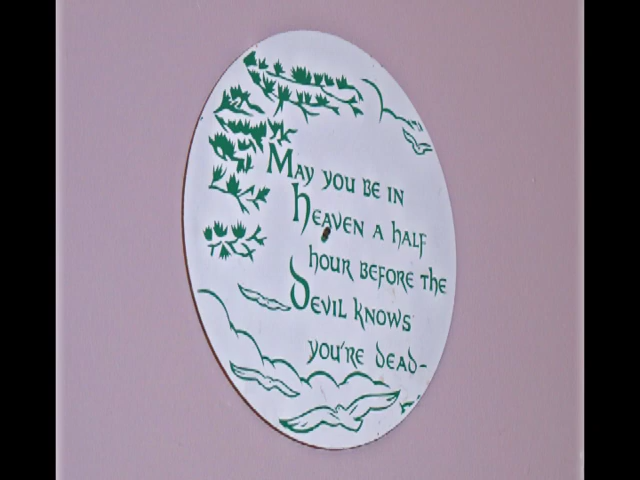 May you be in
Heaven a half
hour before the
Devil knows
you're dead-